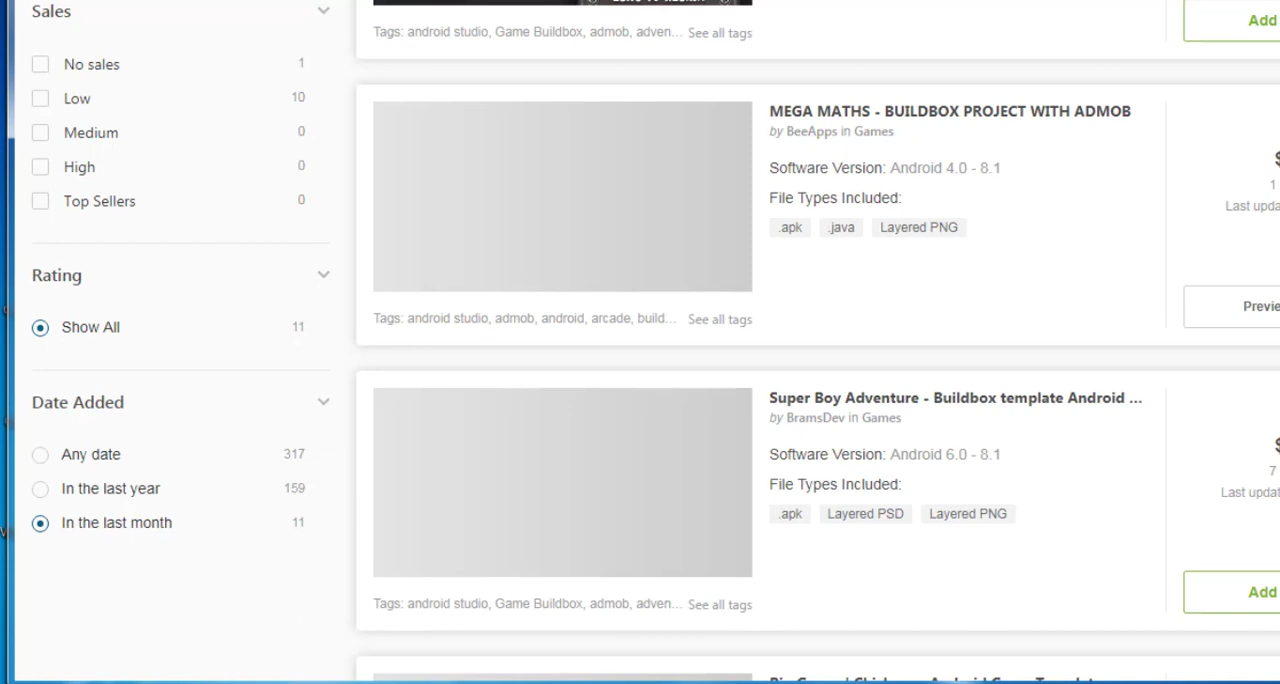 Sales
No sales 1
Low 10
Medium 0
High 0
Top Sellers 0
Rating
Show All 11
Date Added
Any date 317
In the last year 159
In the last month 11
Tags: android studio, Game Buildbox, admob, adven... See all tags
Add
MEGA MATHS - BUILDBOX PROJECT WITH ADMOB
by BeeApps in Games
Software Version: Android 4.0 - 8.1
File Types Included:
.apk .java Layered PNG
$
1
Last upda
Previe
Tags: android studio, admob, android, arcade, build... See all tags
Super Boy Adventure - Buildbox template Android ...
by BramsDev in Games
Software Version: Android 6.0 - 8.1
File Types Included:
.apk Layered PSD Layered PNG
$
7
Last upda
Add
Tags: android studio, Game Buildbox, admob, adven... See all tags